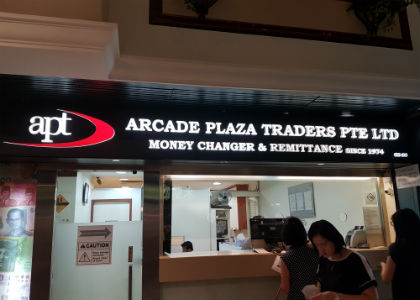 apt
ARCADE PLAZA TRADERS PTE LTD
MONEY CHANGER & REMITTANCE SINCE 1974
CAUTION